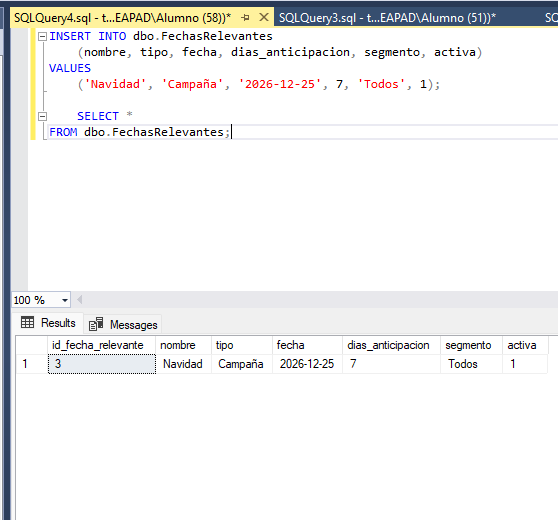 SQLQuery4.sql - t...EAPAD\Alumno (58))* SQLQuery3.sql - t...EAPAD\Alumno (51))* SQL
INSERT INTO dbo.FechasRelevantes
(nombre, tipo, fecha, dias_anticipacion, segmento, activa)
VALUES
('Navidad', 'Campaña', '2026-12-25', 7, 'Todos', 1);
SELECT *
FROM dbo.FechasRelevantes;
100 %
Results Messages
id_fecha_relevante nombre tipo fecha dias_anticipacion segmento activa
1 3 Navidad Campaña 2026-12-25 7 Todos 1